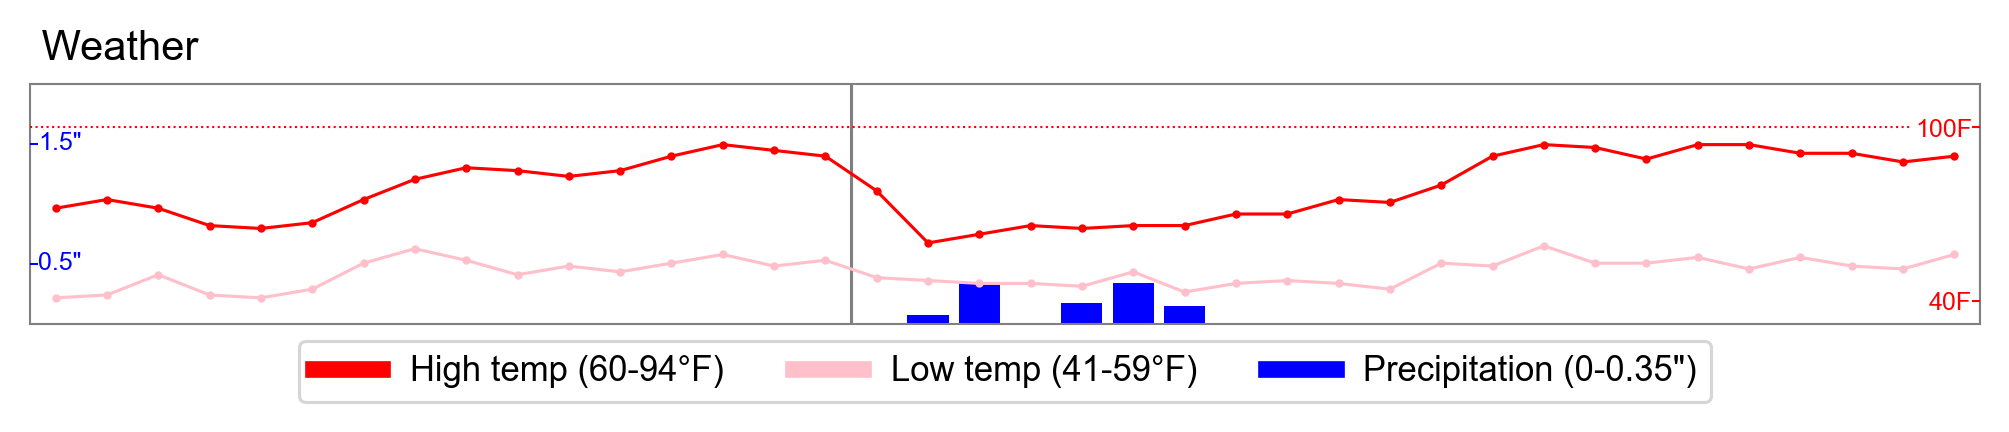 Weather
1.5"
100F
0.5"
40F
High temp (60-94°F) Low temp (41-59°F) Precipitation (0-0.35")